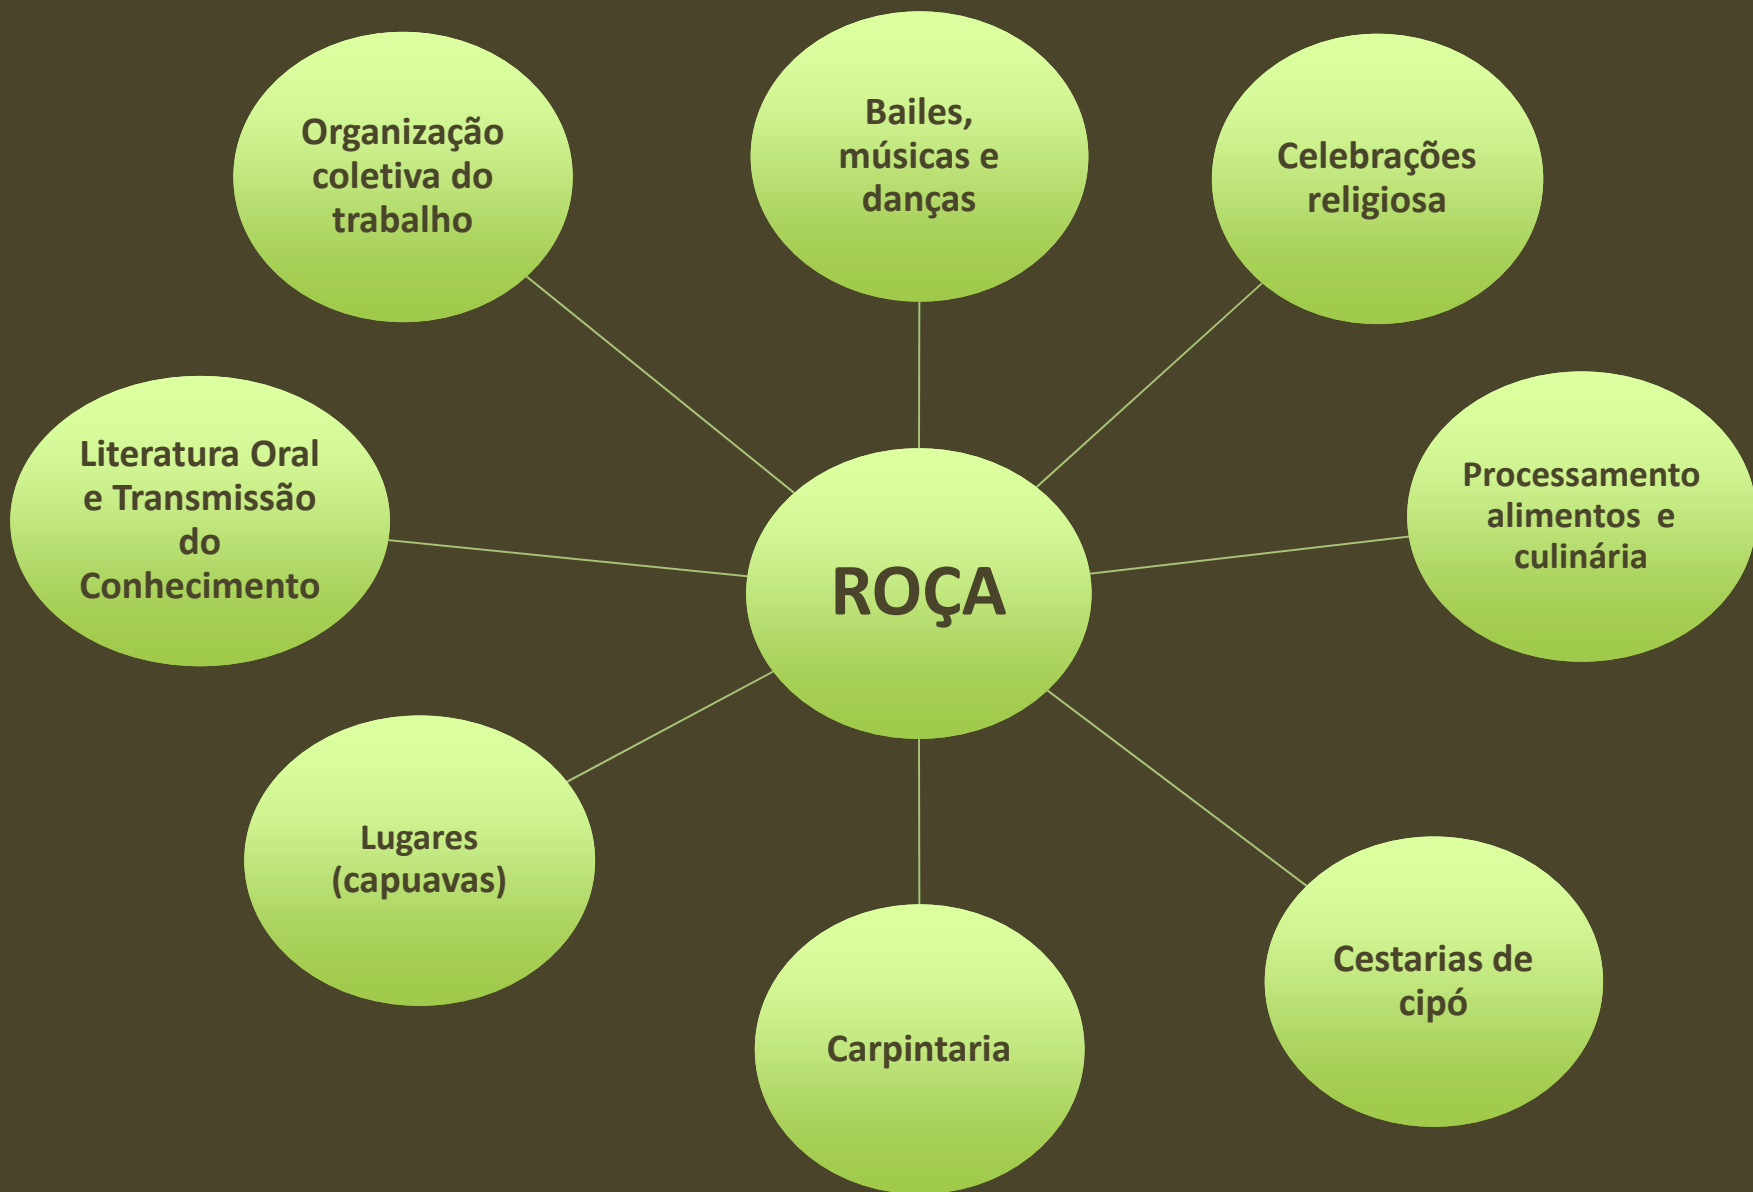 Organização
coletiva do
trabalho
Bailes,
músicas e
danças
Celebrações
religiosa
Literatura Oral
e Transmissão
do
Conhecimento
ROÇA
Processamento
alimentos e
culinária
Lugares
(capuavas)
Carpintaria
Cestarias de
cipó